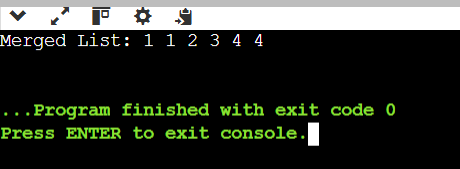 Merged List: 1 1 2 3 4 4
...Program finished with exit code 0
Press ENTER to exit console.